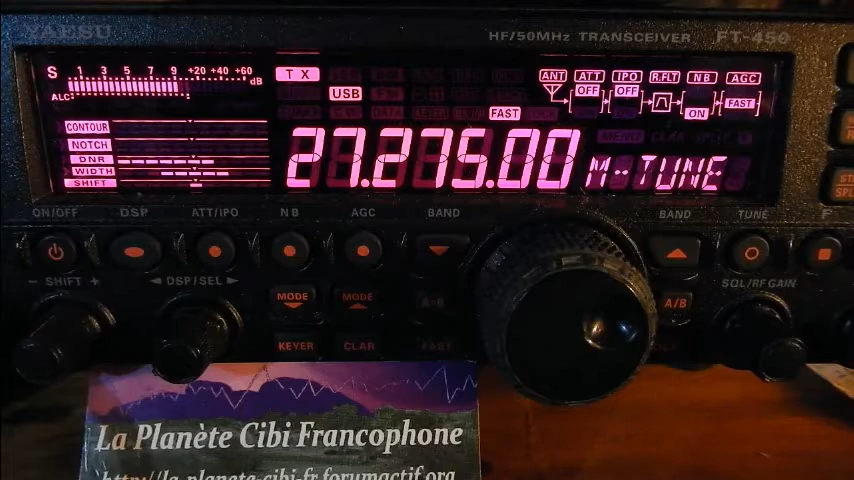 YAESU HF/50MHz TRANSCEIVER FT-450
S 1 3 5 7 9 +20 +40 +60 dB
ALC
TX
USB
FAST
ANT ATT IPO R.FLT NB AGC
OFF OFF ON FAST
CONTOUR
NOTCH
DNR
WIDTH
SHIFT
27.275.00 M-TUNE
ON/OFF DSP ATT/IPO NB AGC BAND BAND TUNE F
- SHIFT + ◄ DSP/SEL ► SQL/RF GAIN
MODE MODE A=B A/B
KEYER CLAR FAST
La Planète Cibi Francophone
http://la-planete-cibi-fr.forumactif.org